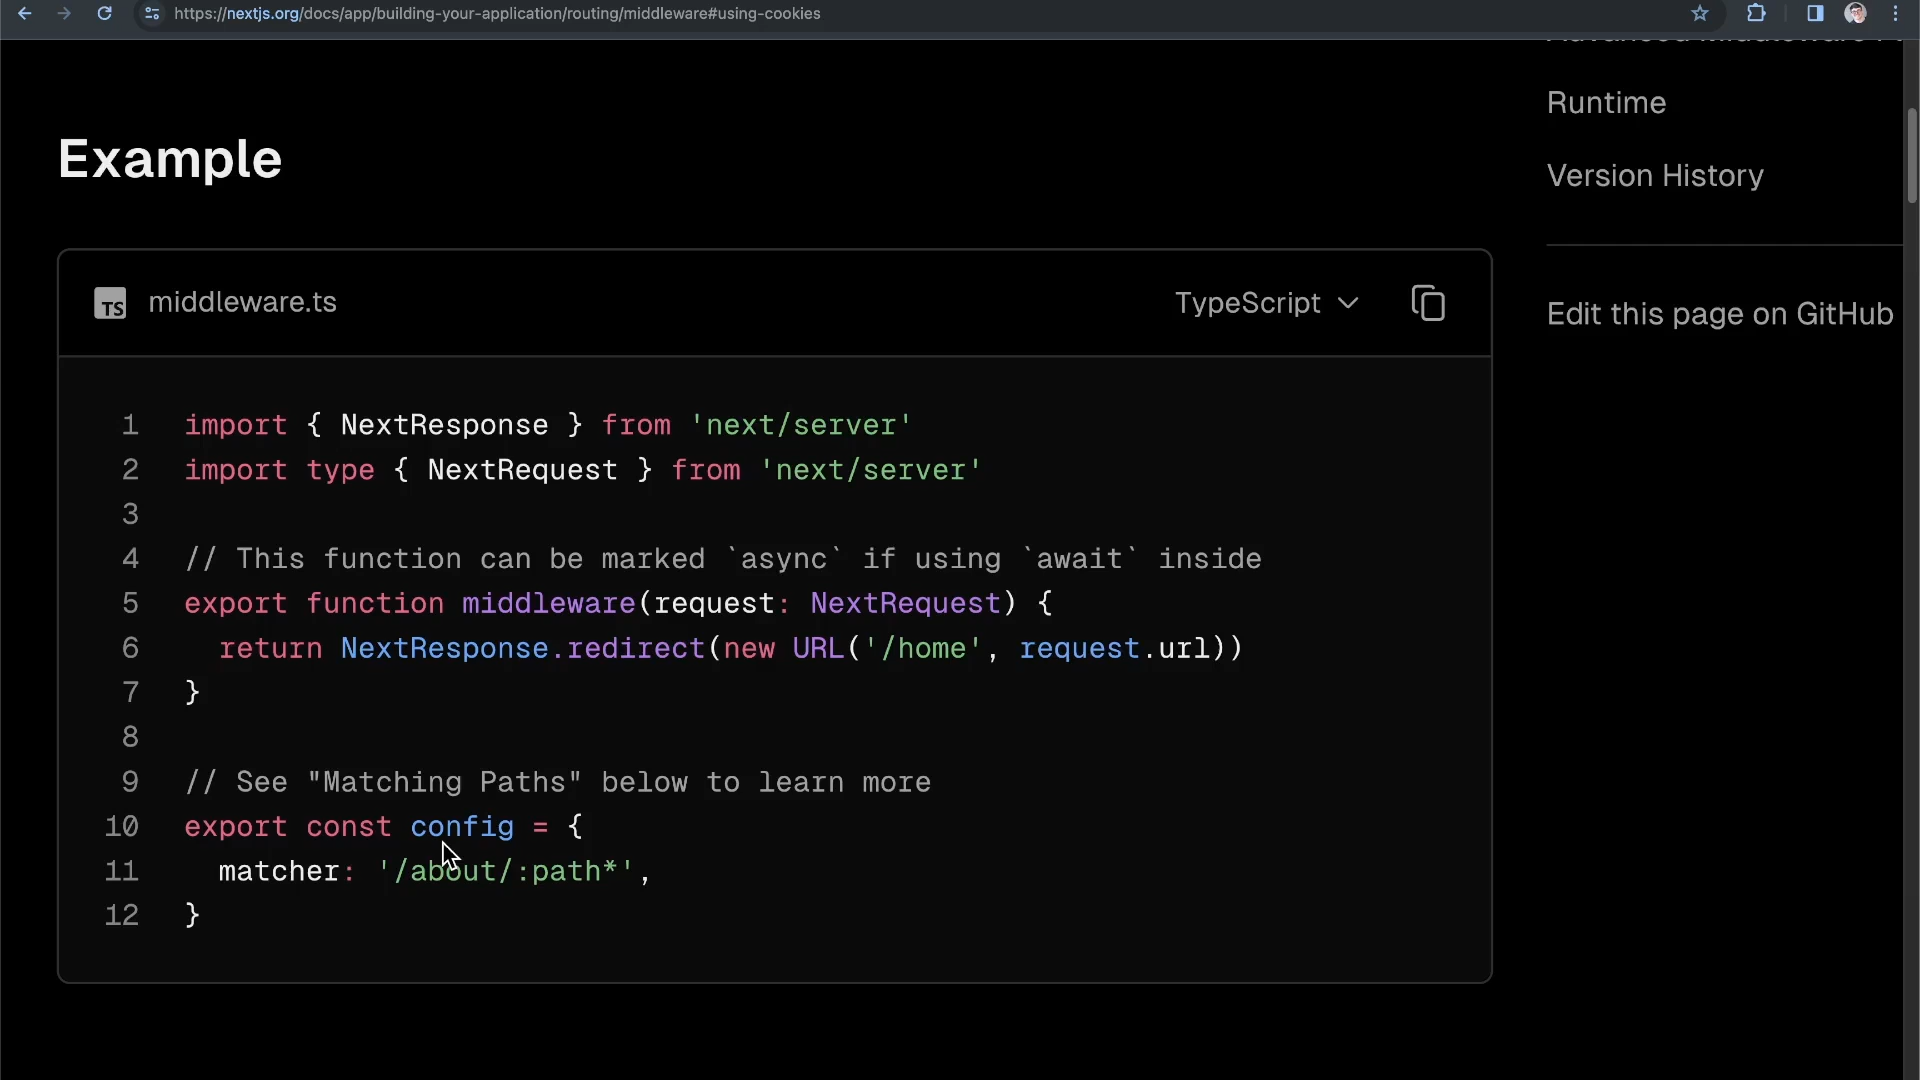 https://nextjs.org/docs/app/building-your-application/routing/middleware#using-cookies
Runtime
Version History
Edit this page on GitHub
Example
TS middleware.ts
TypeScript
1 import { NextResponse } from 'next/server'
2 import type { NextRequest } from 'next/server'
3
4 // This function can be marked `async` if using `await` inside
5 export function middleware(request: NextRequest) {
6 return NextResponse.redirect(new URL('/home', request.url))
7 }
8
9 // See "Matching Paths" below to learn more
10 export const config = {
11 matcher: '/about/:path*',
12 }